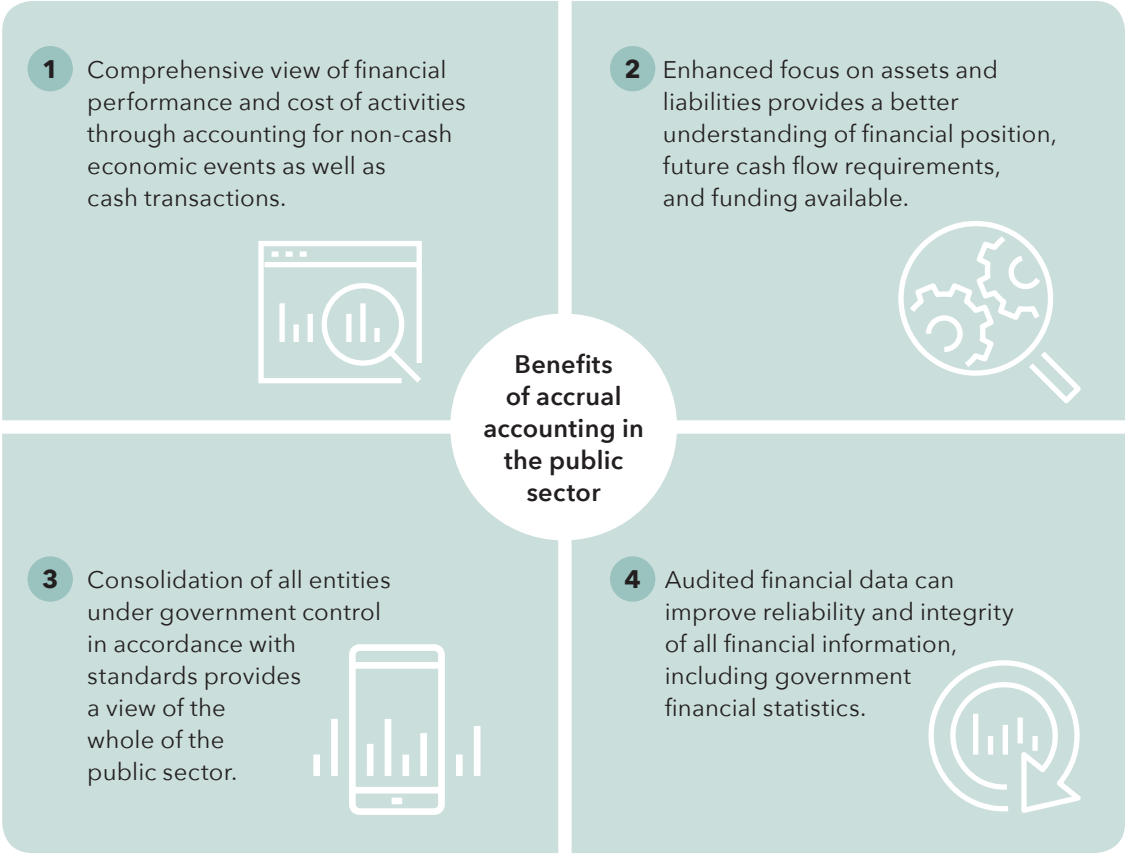 1
Comprehensive view of financial
performance and cost of activities
through accounting for non-cash
economic events as well as
cash transactions.
2
Enhanced focus on assets and
liabilities provides a better
understanding of financial position,
future cash flow requirements,
and funding available.
Benefits
of accrual
accounting in
the public
sector
3
Consolidation of all entities
under government control
in accordance with
standards provides
a view of the
whole of the
public sector.
4
Audited financial data can
improve reliability and integrity
of all financial information,
including government
financial statistics.